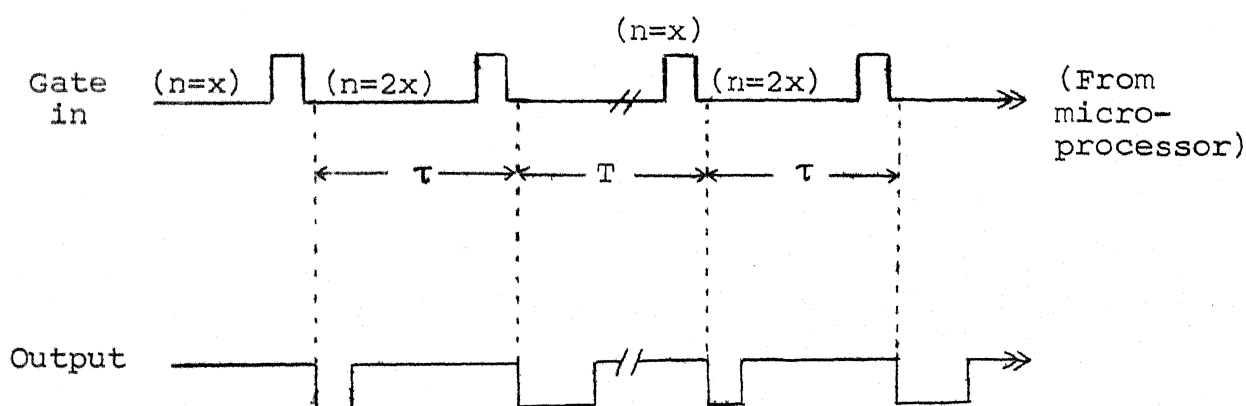 (n=x)
Gate in
(n=x)
(n=2x)
(n=2x)
(From micro-processor)
τ
T
τ
Output